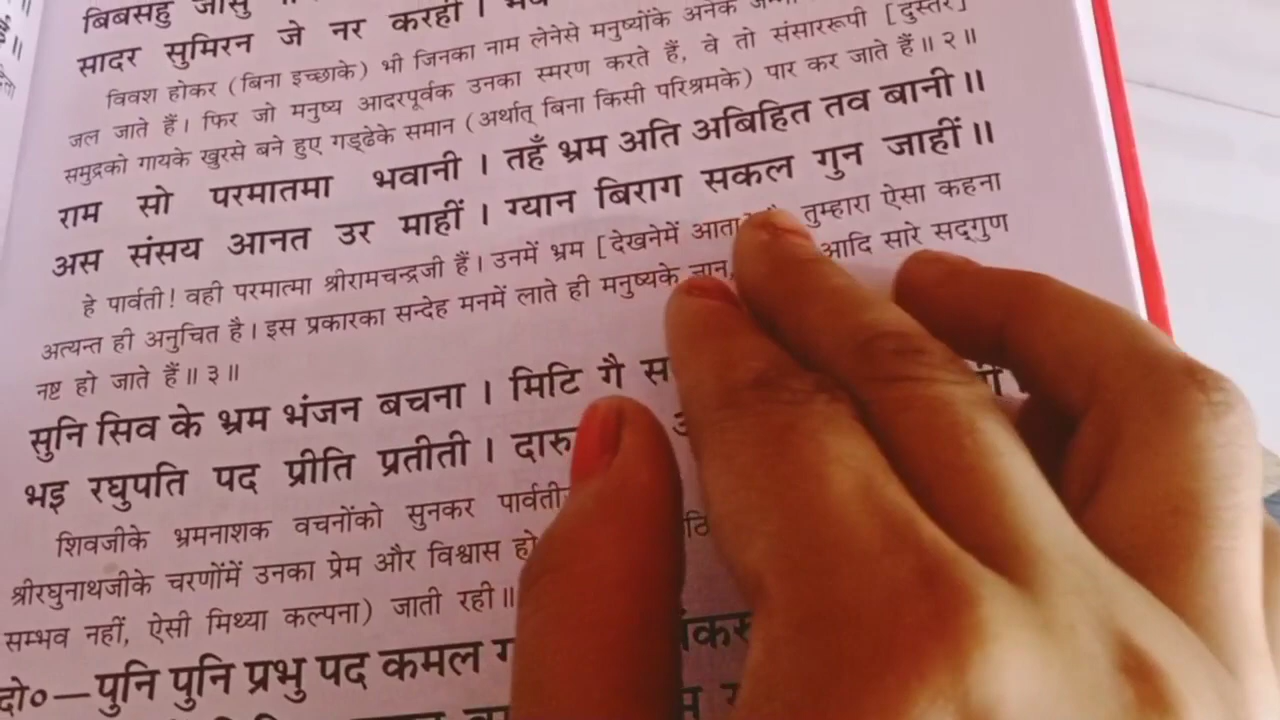 बिबसहु जासु
सादर सुमिरन जे नर करहीं ।
विवश होकर (बिना इच्छाके) भी जिनका नाम लेनेसे मनुष्योंके अनेक
जल जाते हैं। फिर जो मनुष्य आदरपूर्वक उनका स्मरण करते हैं, वे तो संसाररूपी [दुस्तर]
समुद्रको गायके खुरसे बने हुए गड्ढेके समान (अर्थात् बिना किसी परिश्रमके) पार कर जाते हैं॥ २॥
राम सो परमातमा भवानी । तहँ भ्रम अति अबिहित तव बानी॥
अस संसय आनत उर माहीं । ग्यान बिराग सकल गुन जाहीं॥
हे पार्वती! वही परमात्मा श्रीरामचन्द्रजी हैं। उनमें भ्रम [देखनेमें आता तुम्हारा ऐसा कहना
अत्यन्त ही अनुचित है। इस प्रकारका सन्देह मनमें लाते ही मनुष्यके ज्ञान, आदि सारे सद्‌गुण
नष्ट हो जाते हैं॥ ३॥
सुनि सिव के भ्रम भंजन बचना । मिटि गै
भइ रघुपति पद प्रीति प्रतीती ।
शिवजीके भ्रमनाशक वचनोंको सुनकर
श्रीरघुनाथजीके चरणोंमें उनका प्रेम और विश्वास हो
सम्भव नहीं, ऐसी मिथ्या कल्पना) जाती रही॥
दो०—पुनि पुनि प्रभु पद कमल